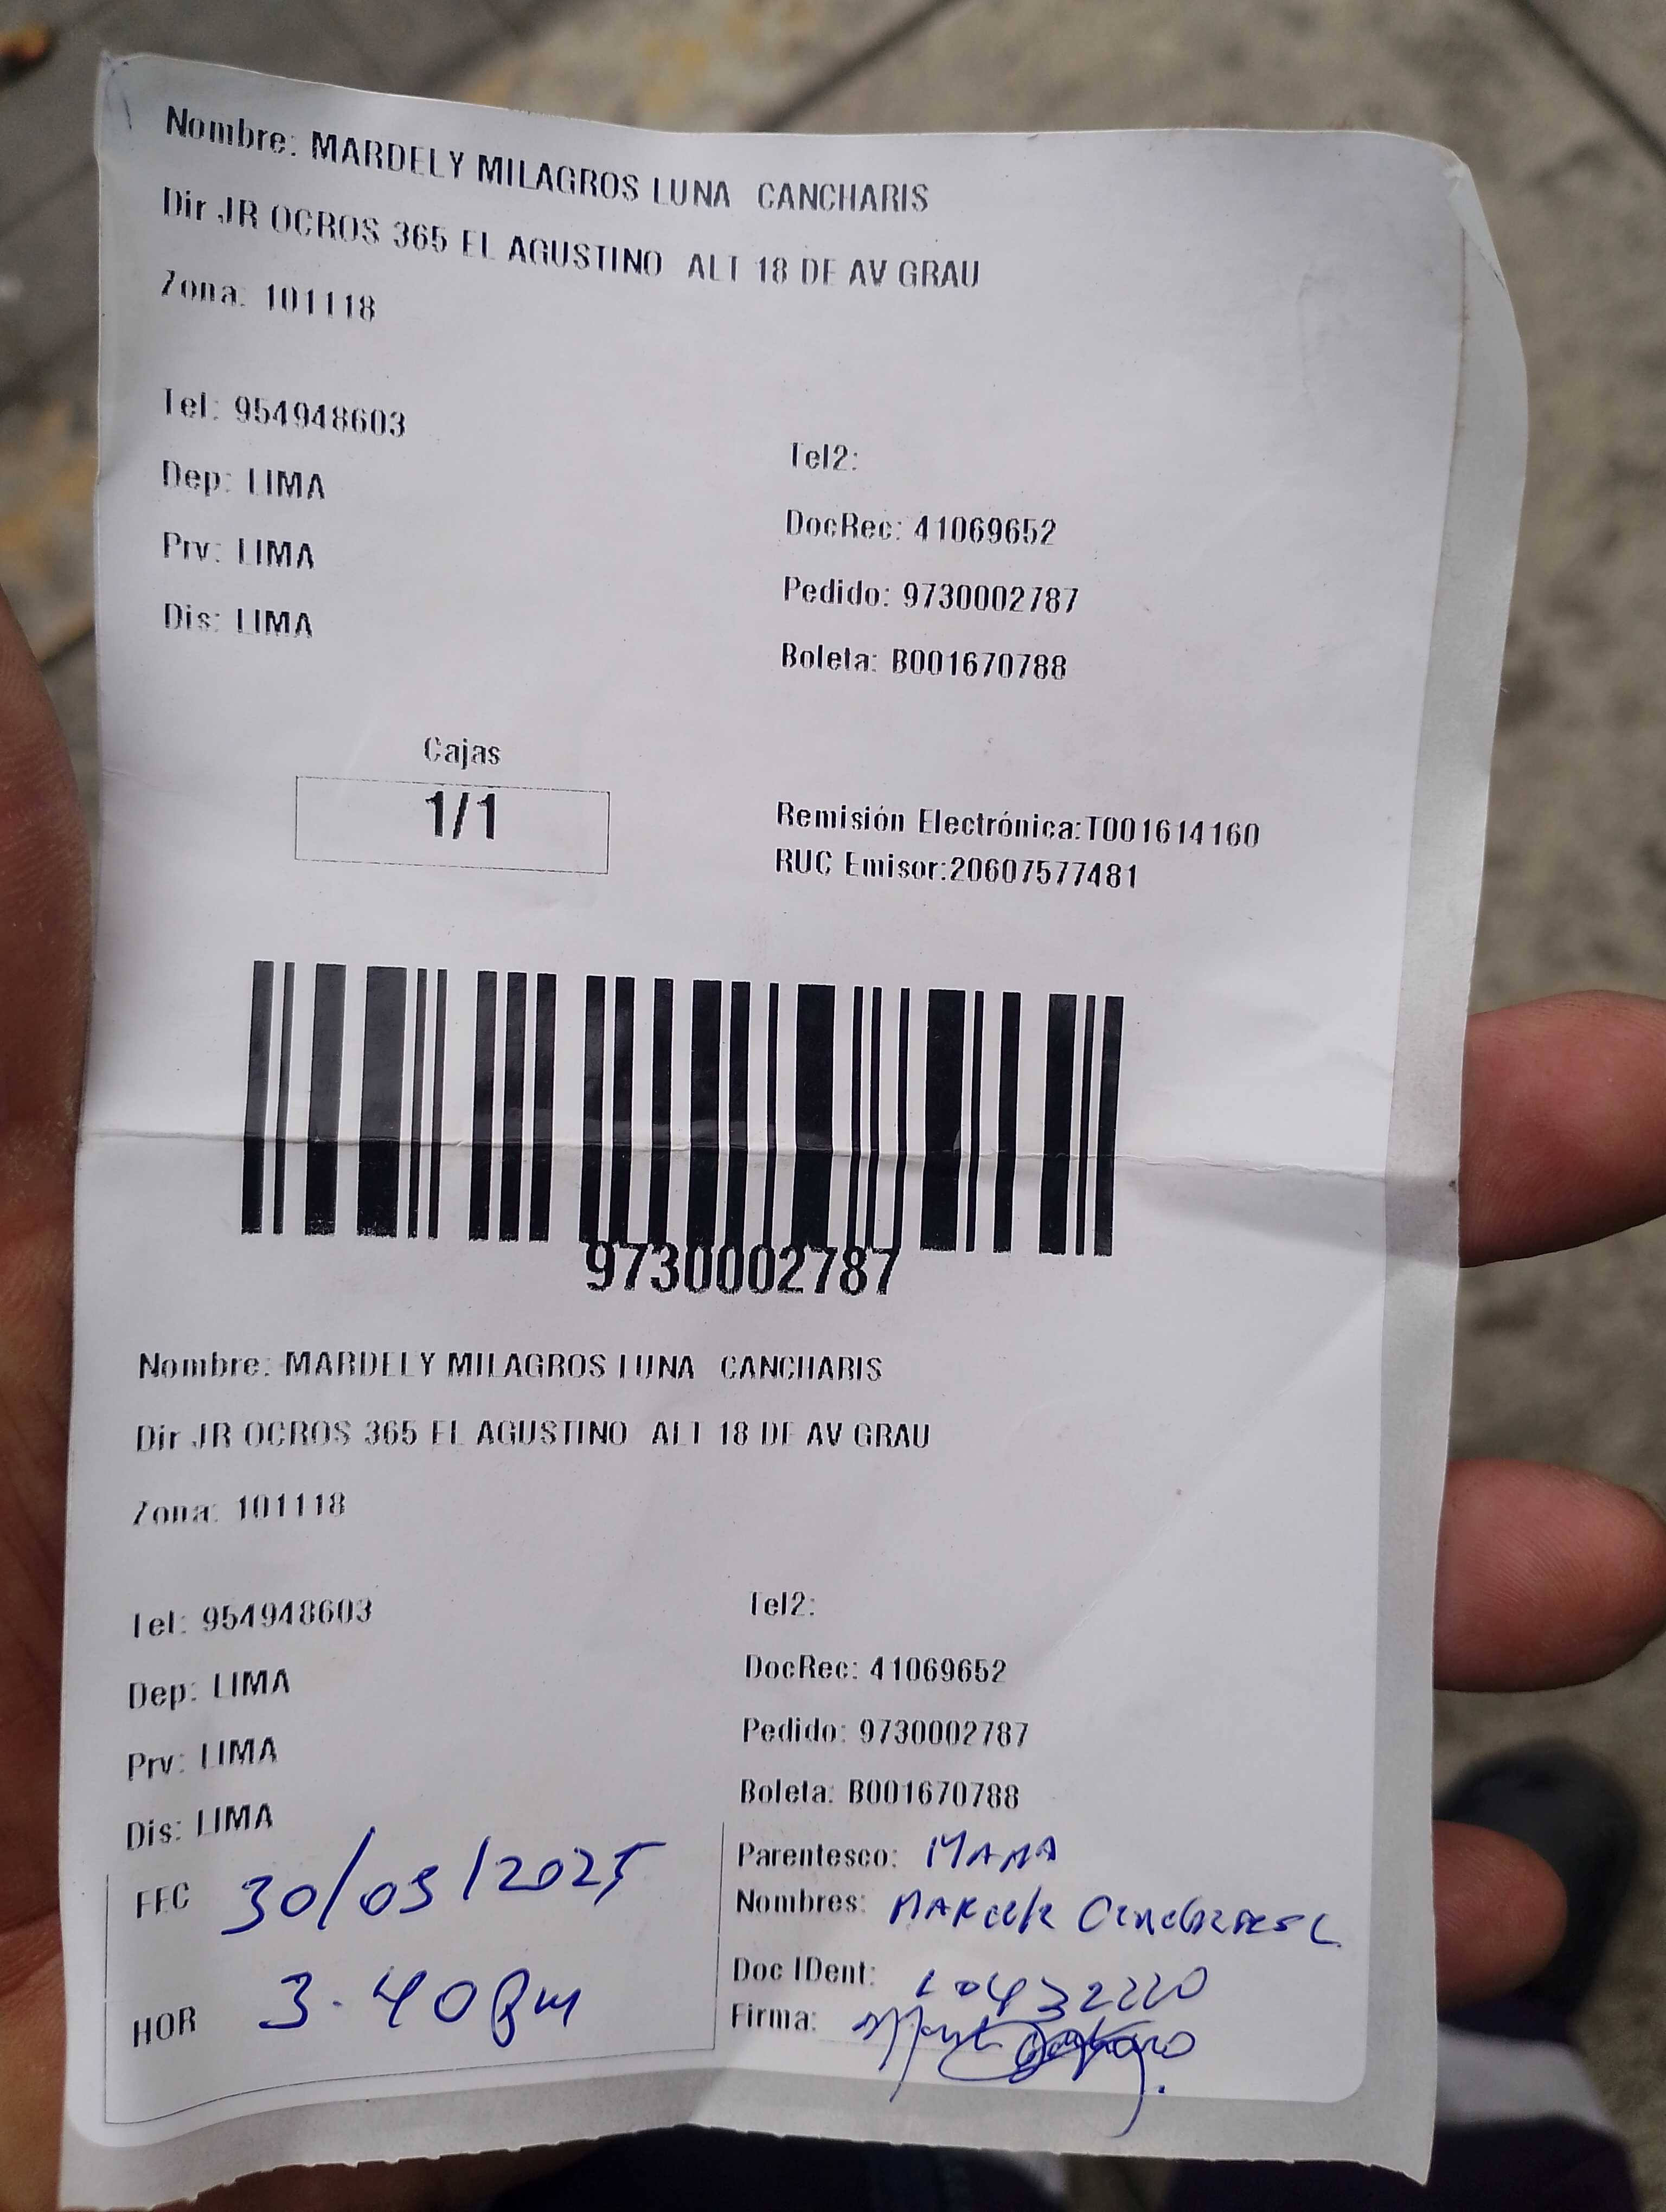 Nombre: MARDELY MILAGROS LUNA CANCHARIS
Dir JR OCROS 365 EL AGUSTINO ALT 18 DE AV GRAU
Zona: 101118
Tel: 954948603
Tel2:
Dep: LIMA
DocRec: 41069652
Prv: LIMA
Pedido: 9730002787
Dis: LIMA
Boleta: B001670788
Cajas
1/1
Remisión Electrónica:T001614160
RUC Emisor:20607577481
9730002787
Nombre: MARDELY MILAGROS LUNA CANCHARIS
Dir JR OCROS 365 EL AGUSTINO ALT 18 DE AV GRAU
Zona: 101118
Tel: 954948603
Tel2:
Dep: LIMA
DocRec: 41069652
Prv: LIMA
Pedido: 9730002787
Dis: LIMA
Boleta: B001670788
FEC 30/03/2025
Parentesco: MAMA
Nombres:
HOR 3.40 pm
Doc IDent:
Firma: